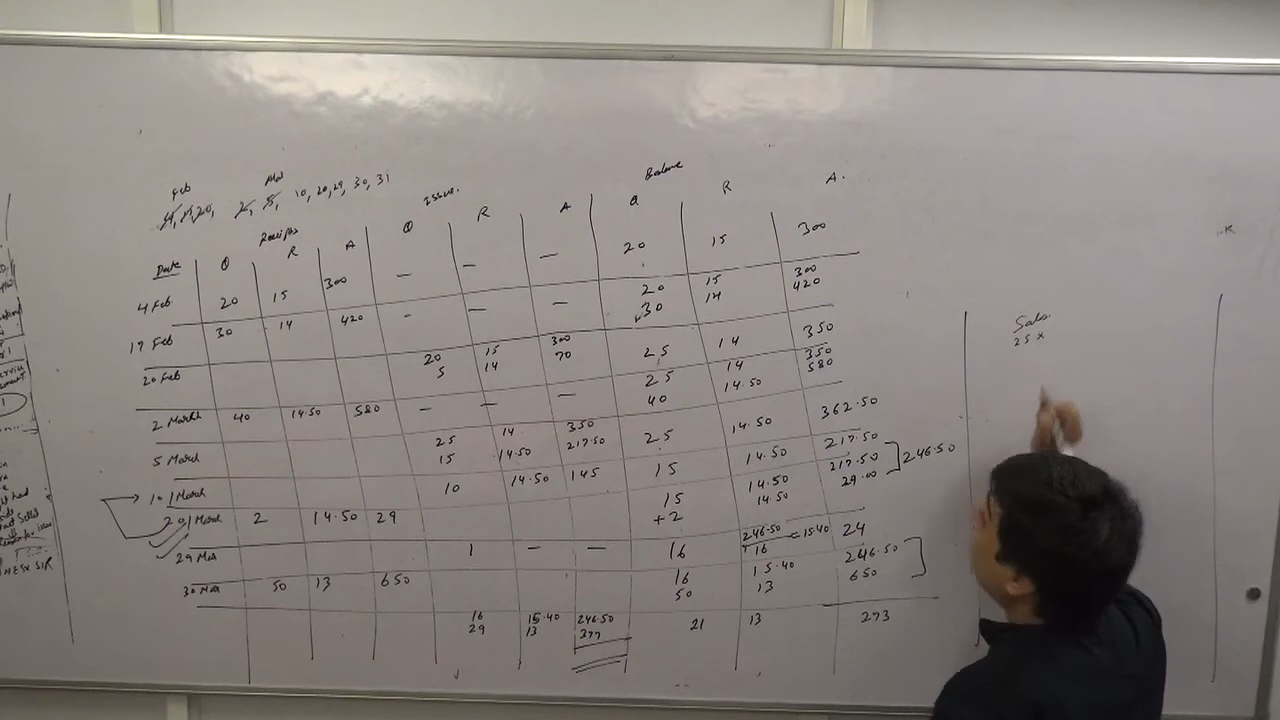 Feb
Mar
19, 20,
2, 5, 10, 20, 29, 30, 31
Receipts Issues. Balance
Date Q R A Q R A Q R A.
4 Feb 20 15 300 — — — 20 15 300
17 Feb 30 14 420 - — — 20 15 300
30 14 420
20 Feb 20 15 300 25 14 350
5 14 70
2 March 40 14.50 580 — — — 25 14 350
40 14.50 580
5 March 25 14 350 25 14.50 362.50
15 14.50 217.50
10 March 10 14.50 145 15 14.50 217.50
20 March 2 14.50 29 15 14.50 217.50
+2 14.50 29.00
246.50
29 Mar 1 — — 16 246.50 = 15.40 24
16
30 Mar 50 13 650 16 15.40 246.50
50 13 650
16 15.40 246.50 21 13 273
29 13 377
Sales
25 x